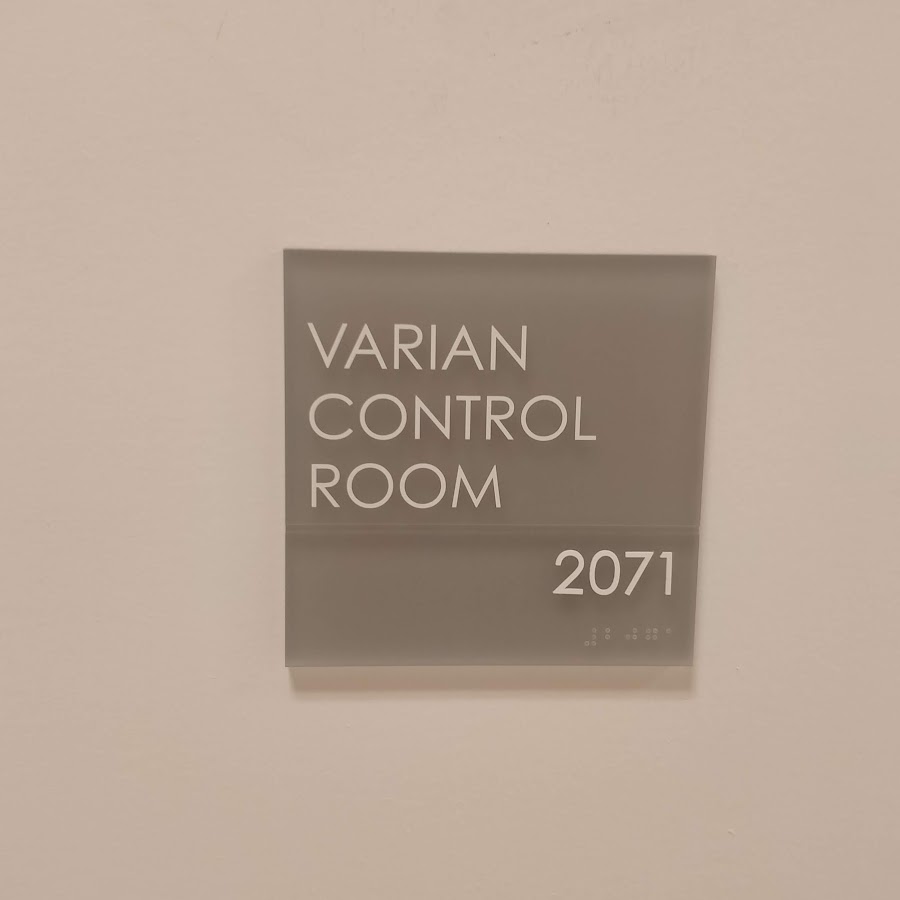 VARIAN
CONTROL
ROOM
2071